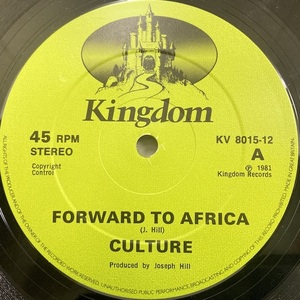 Kingdom
45 RPM
STEREO
Copyright
Control
KV 8015-12
A
℗ 1981
Kingdom Records
FORWARD TO AFRICA
(J. Hill)
CULTURE
Produced by Joseph Hill